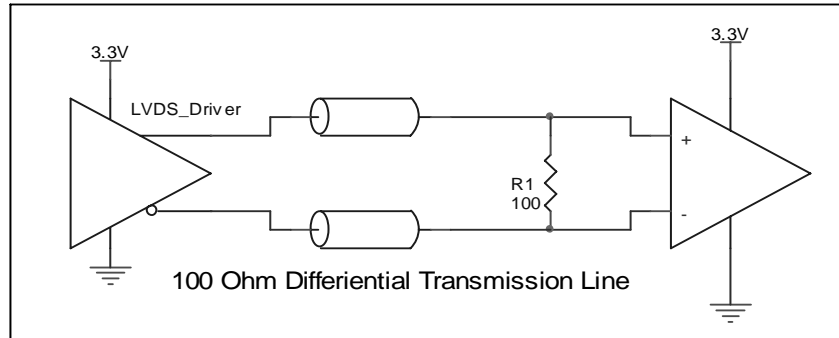 3.3V
3.3V
LVDS_Driver
+
R1
100
-
100 Ohm Differiential Transmission Line